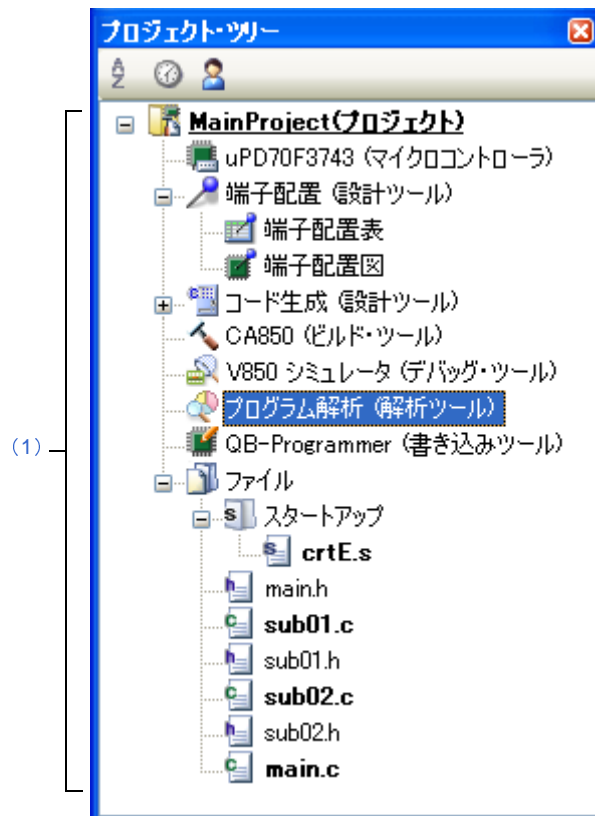 プロジェクト・ツリー
MainProject(プロジェクト)
uPD70F3743 (マイクロコントローラ)
端子配置 (設計ツール)
端子配置表
端子配置図
コード生成 (設計ツール)
CA850 (ビルド・ツール)
V850 シミュレータ (デバッグ・ツール)
プログラム解析 (解析ツール)
(1)
QB-Programmer (書き込みツール)
ファイル
スタートアップ
crtE.s
main.h
sub01.c
sub01.h
sub02.c
sub02.h
main.c